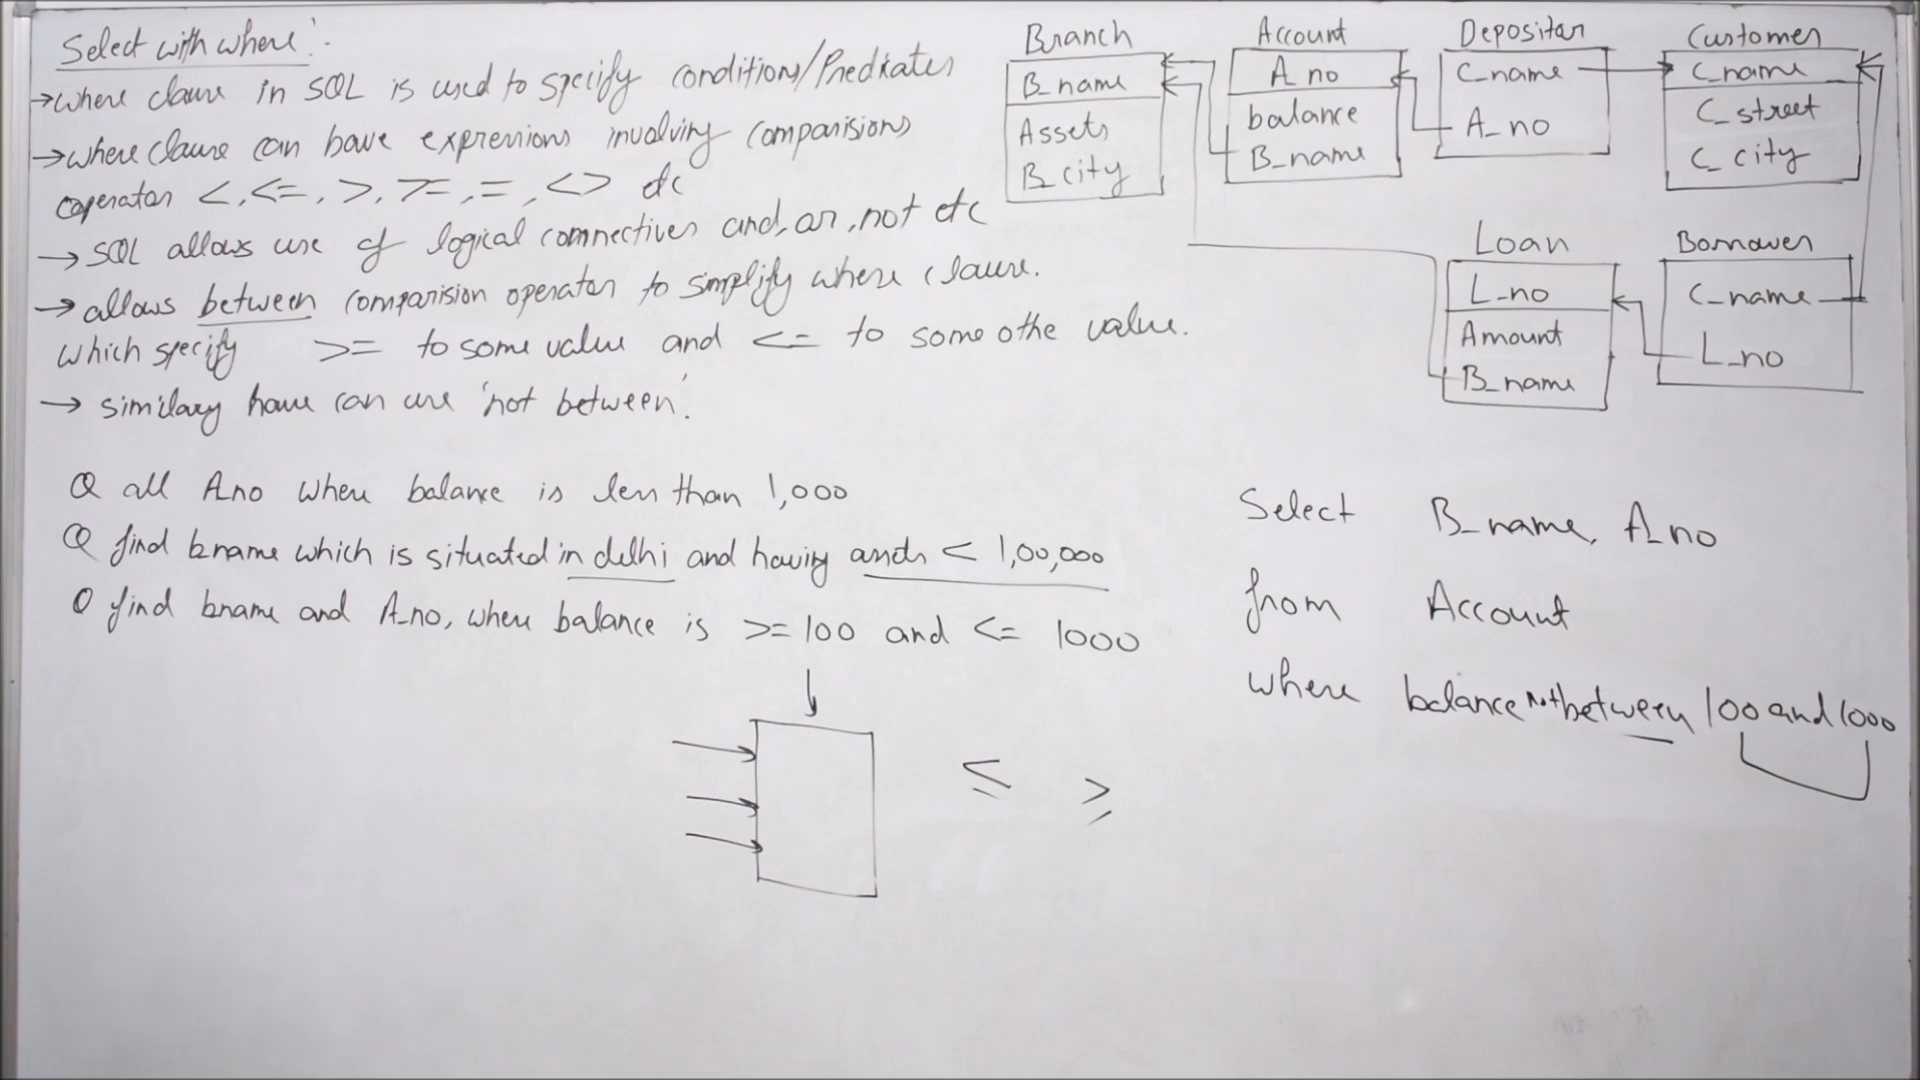 Select with where :
→ where clause in SQL is used to specify conditions/Predicates
→ where clause can have expressions involving comparisions
operator <, <=, >, >=, =, <> etc
→ SQL allows use of logical connectives and, or, not etc
→ allows between comparision operator to simplify where clause.
which specify >= to some value and <= to some othe value.
→ similary have can use 'not between'.
Branch
B_name
Assets
B_city
Account
A_no
balance
B_name
Depositor
C_name
A_no
Customer
C_name
C_street
C_city
Loan
L_no
Amount
B_name
Borrower
C_name
L_no
Q all A_no where balance is less than 1,000
Q find bname which is situated in delhi and having < 1,00,000
Q find bname and A_no, where balance is >= 100 and <= 1000
≤ ≥
Select B_name, A_no
from Account
where balance not between 100 and 1000